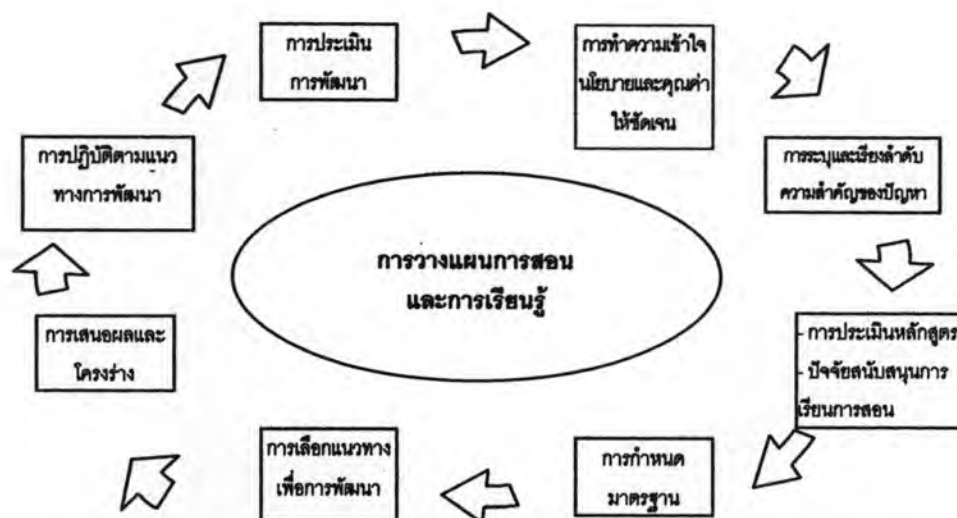 การประเมิน
การพัฒนา
การทำความเข้าใจ
นโยบายและคุณค่า
ให้ชัดเจน
การระบุและเรียงลำดับ
ความสำคัญของปัญหา
- การประเมินหลักสูตร
- ปัจจัยสนับสนุนการ
เรียนการสอน
การกำหนด
มาตรฐาน
การเลือกแนวทาง
เพื่อการพัฒนา
การเสนอผลและ
โครงร่าง
การปฏิบัติตามแนว
ทางการพัฒนา
การวางแผนการสอน
และการเรียนรู้